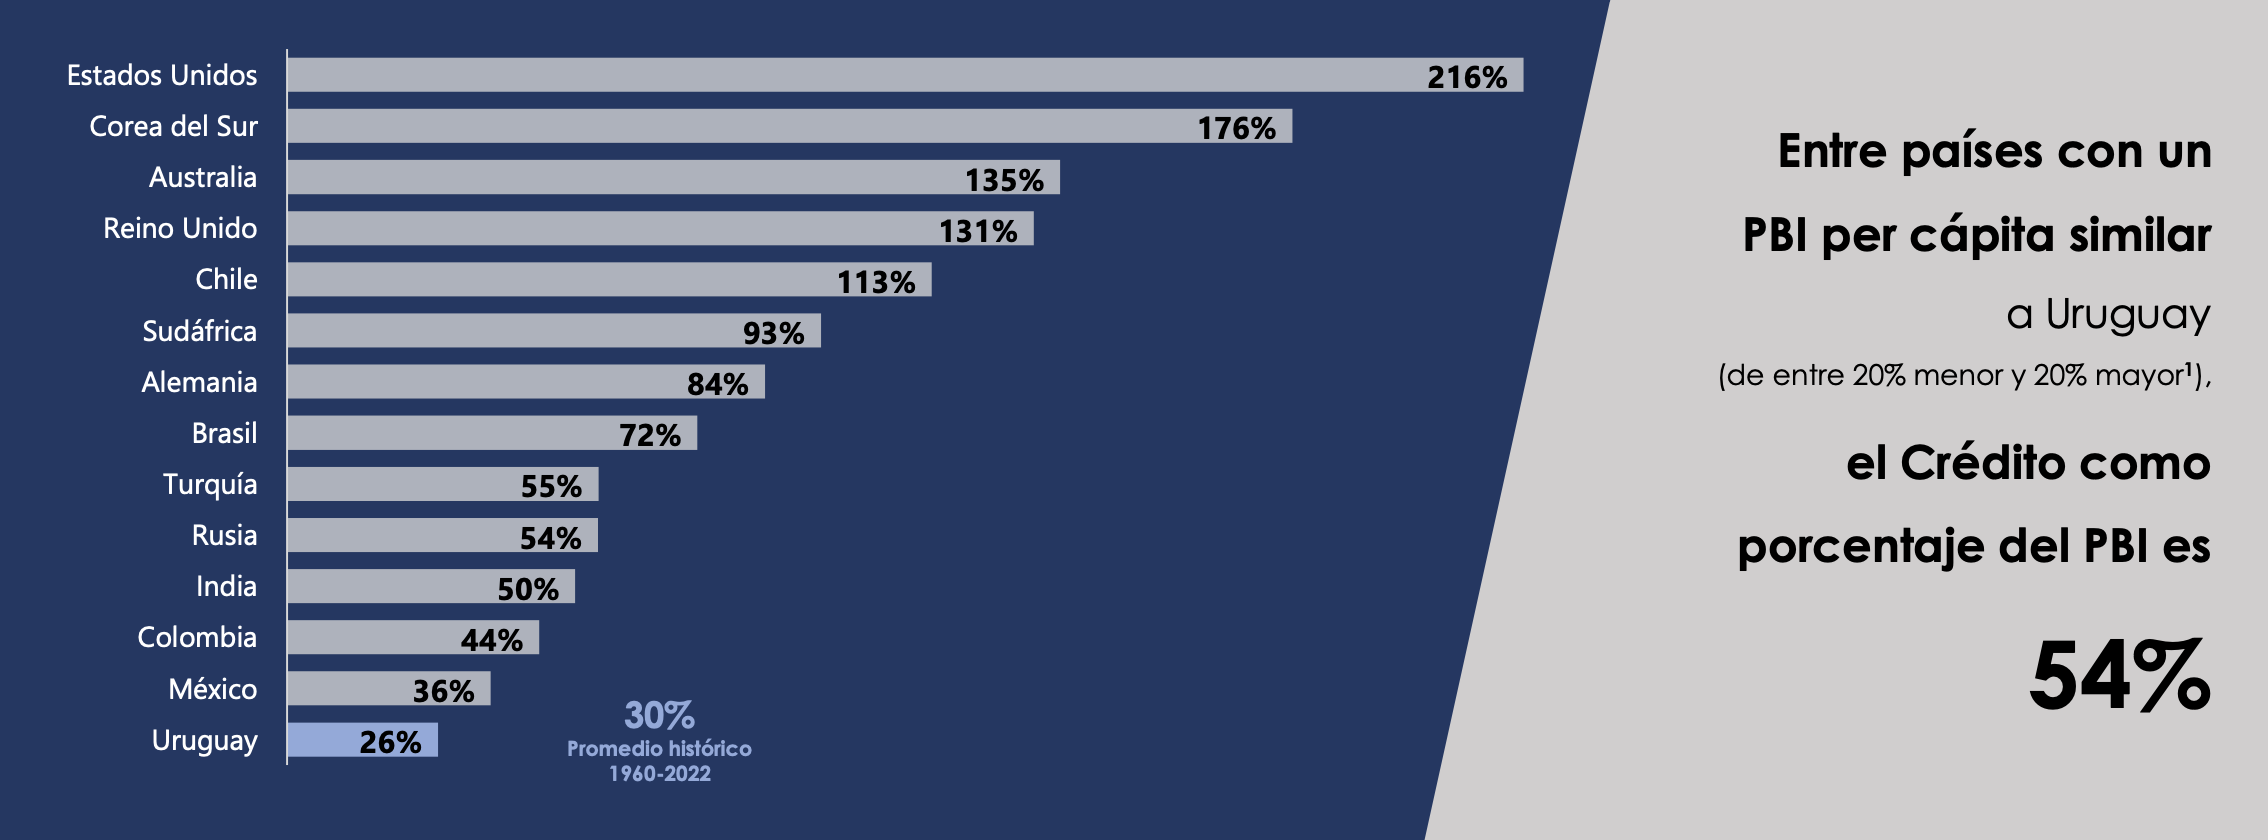 Estados Unidos 216%
Corea del Sur 176%
Australia 135%
Reino Unido 131%
Chile 113%
Sudáfrica 93%
Alemania 84%
Brasil 72%
Turquía 55%
Rusia 54%
India 50%
Colombia 44%
México 36%
Uruguay 26%
30%
Promedio histórico
1960-2022
Entre países con un
PBI per cápita similar
a Uruguay
(de entre 20% menor y 20% mayor¹),
el Crédito como
porcentaje del PBI es
54%